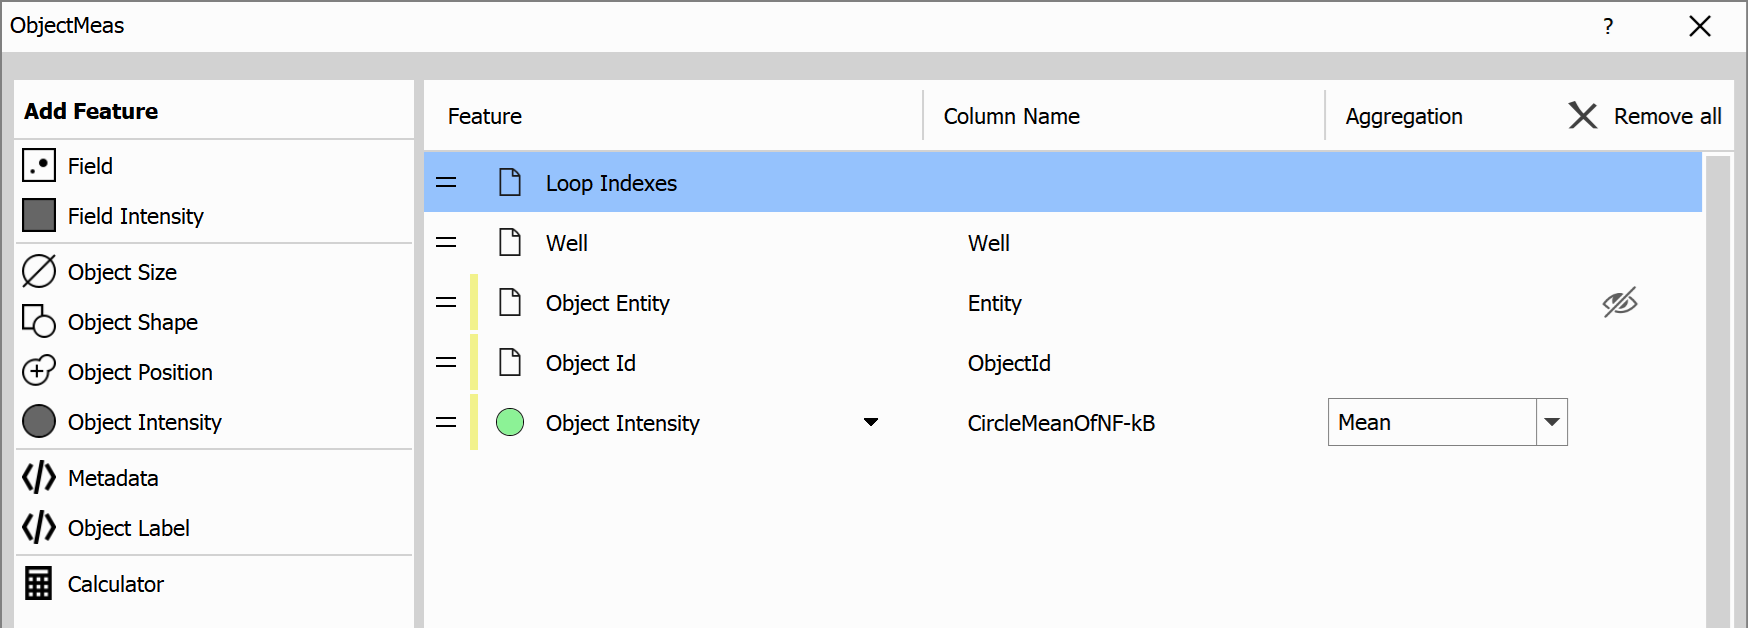 ObjectMeas ?
Add Feature
Field
Field Intensity
Object Size
Object Shape
Object Position
Object Intensity
Metadata
Object Label
Calculator
Feature Column Name Aggregation Remove all
Loop Indexes
Well Well
Object Entity Entity
Object Id ObjectId
Object Intensity CircleMeanOfNF-kB Mean